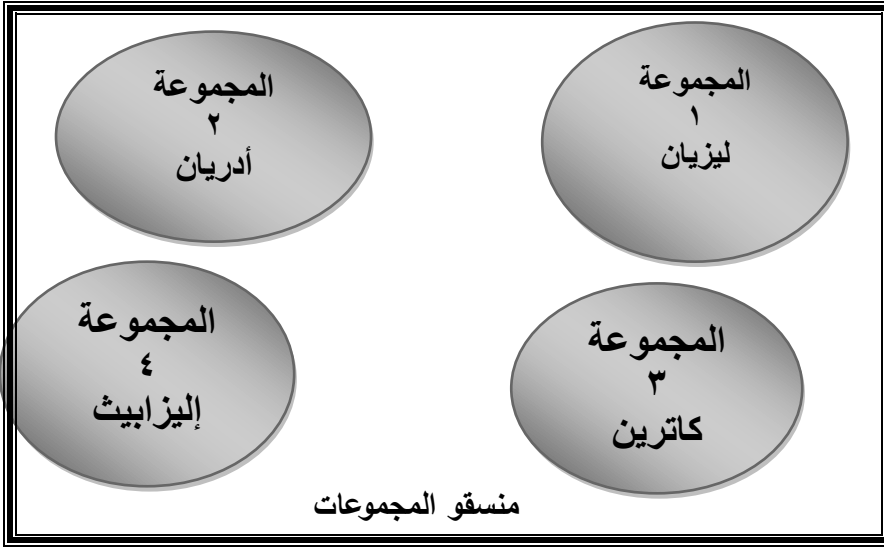 المجموعة
١
ليزيان
المجموعة
٢
أدريان
المجموعة
٣
كاترين
المجموعة
٤
إليزابيث
منسقو المجموعات